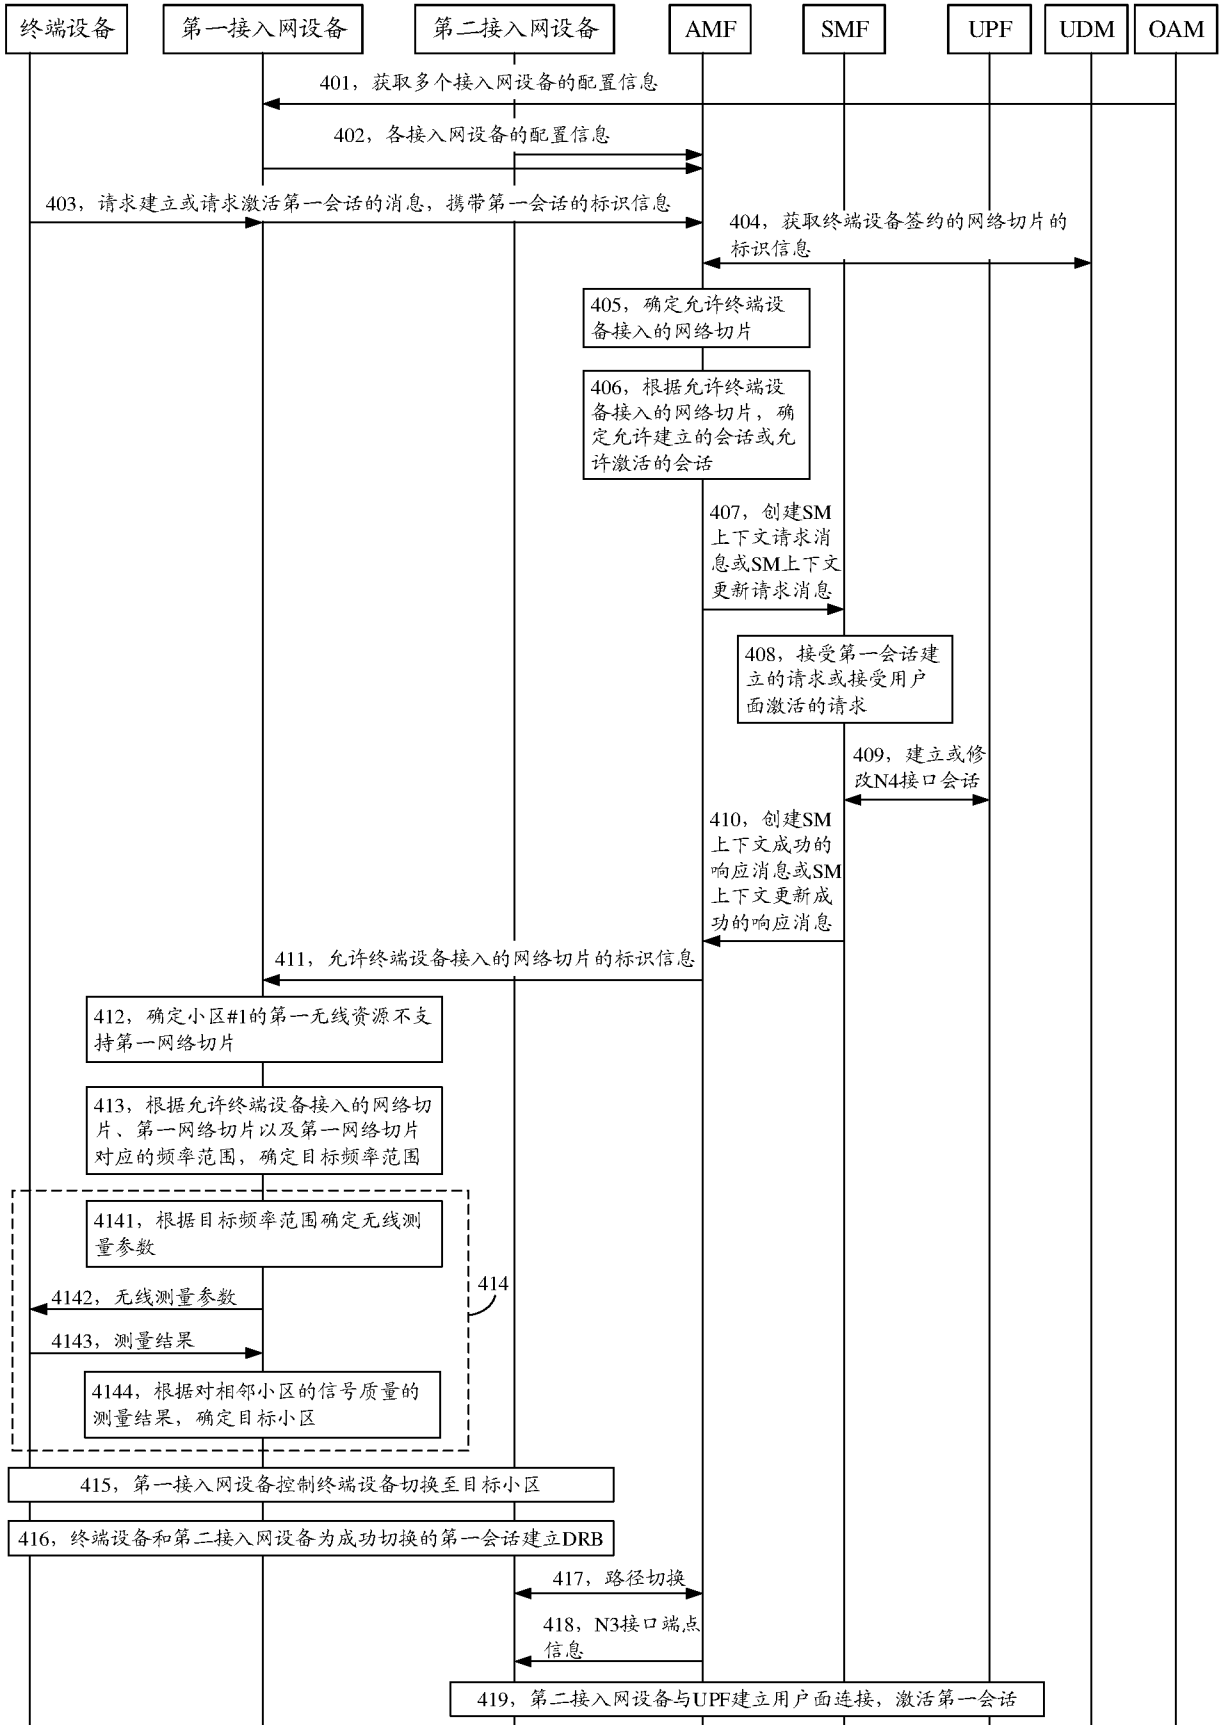 终端设备
第一接入网设备
第二接入网设备
AMF
SMF
UPF
UDM
OAM
401，获取多个接入网设备的配置信息
402，各接入网设备的配置信息
403，请求建立或请求激活第一会话的消息，携带第一会话的标识信息
404，获取终端设备签约的网络切片的
标识信息
405，确定允许终端设
备接入的网络切片
406，根据允许终端设
备接入的网络切片，确
定允许建立的会话或允
许激活的会话
407，创建SM
上下文请求消
息或SM上下文
更新请求消息
408，接受第一会话建
立的请求或接受用户
面激活的请求
409，建立或修
改N4接口会话
410，创建SM
上下文成功的
响应消息或SM
上下文更新成
功的响应消息
411，允许终端设备接入的网络切片的标识信息
412，确定小区#1的第一无线资源不支
持第一网络切片
413，根据允许终端设备接入的网络切
片、第一网络切片以及第一网络切片
对应的频率范围，确定目标频率范围
4141，根据目标频率范围确定无线测
量参数
414
4142，无线测量参数
4143，测量结果
4144，根据对相邻小区的信号质量的
测量结果，确定目标小区
415，第一接入网设备控制终端设备切换至目标小区
416，终端设备和第二接入网设备为成功切换的第一会话建立DRB
417，路径切换
418，N3接口端点
信息
419，第二接入网设备与UPF建立用户面连接，激活第一会话